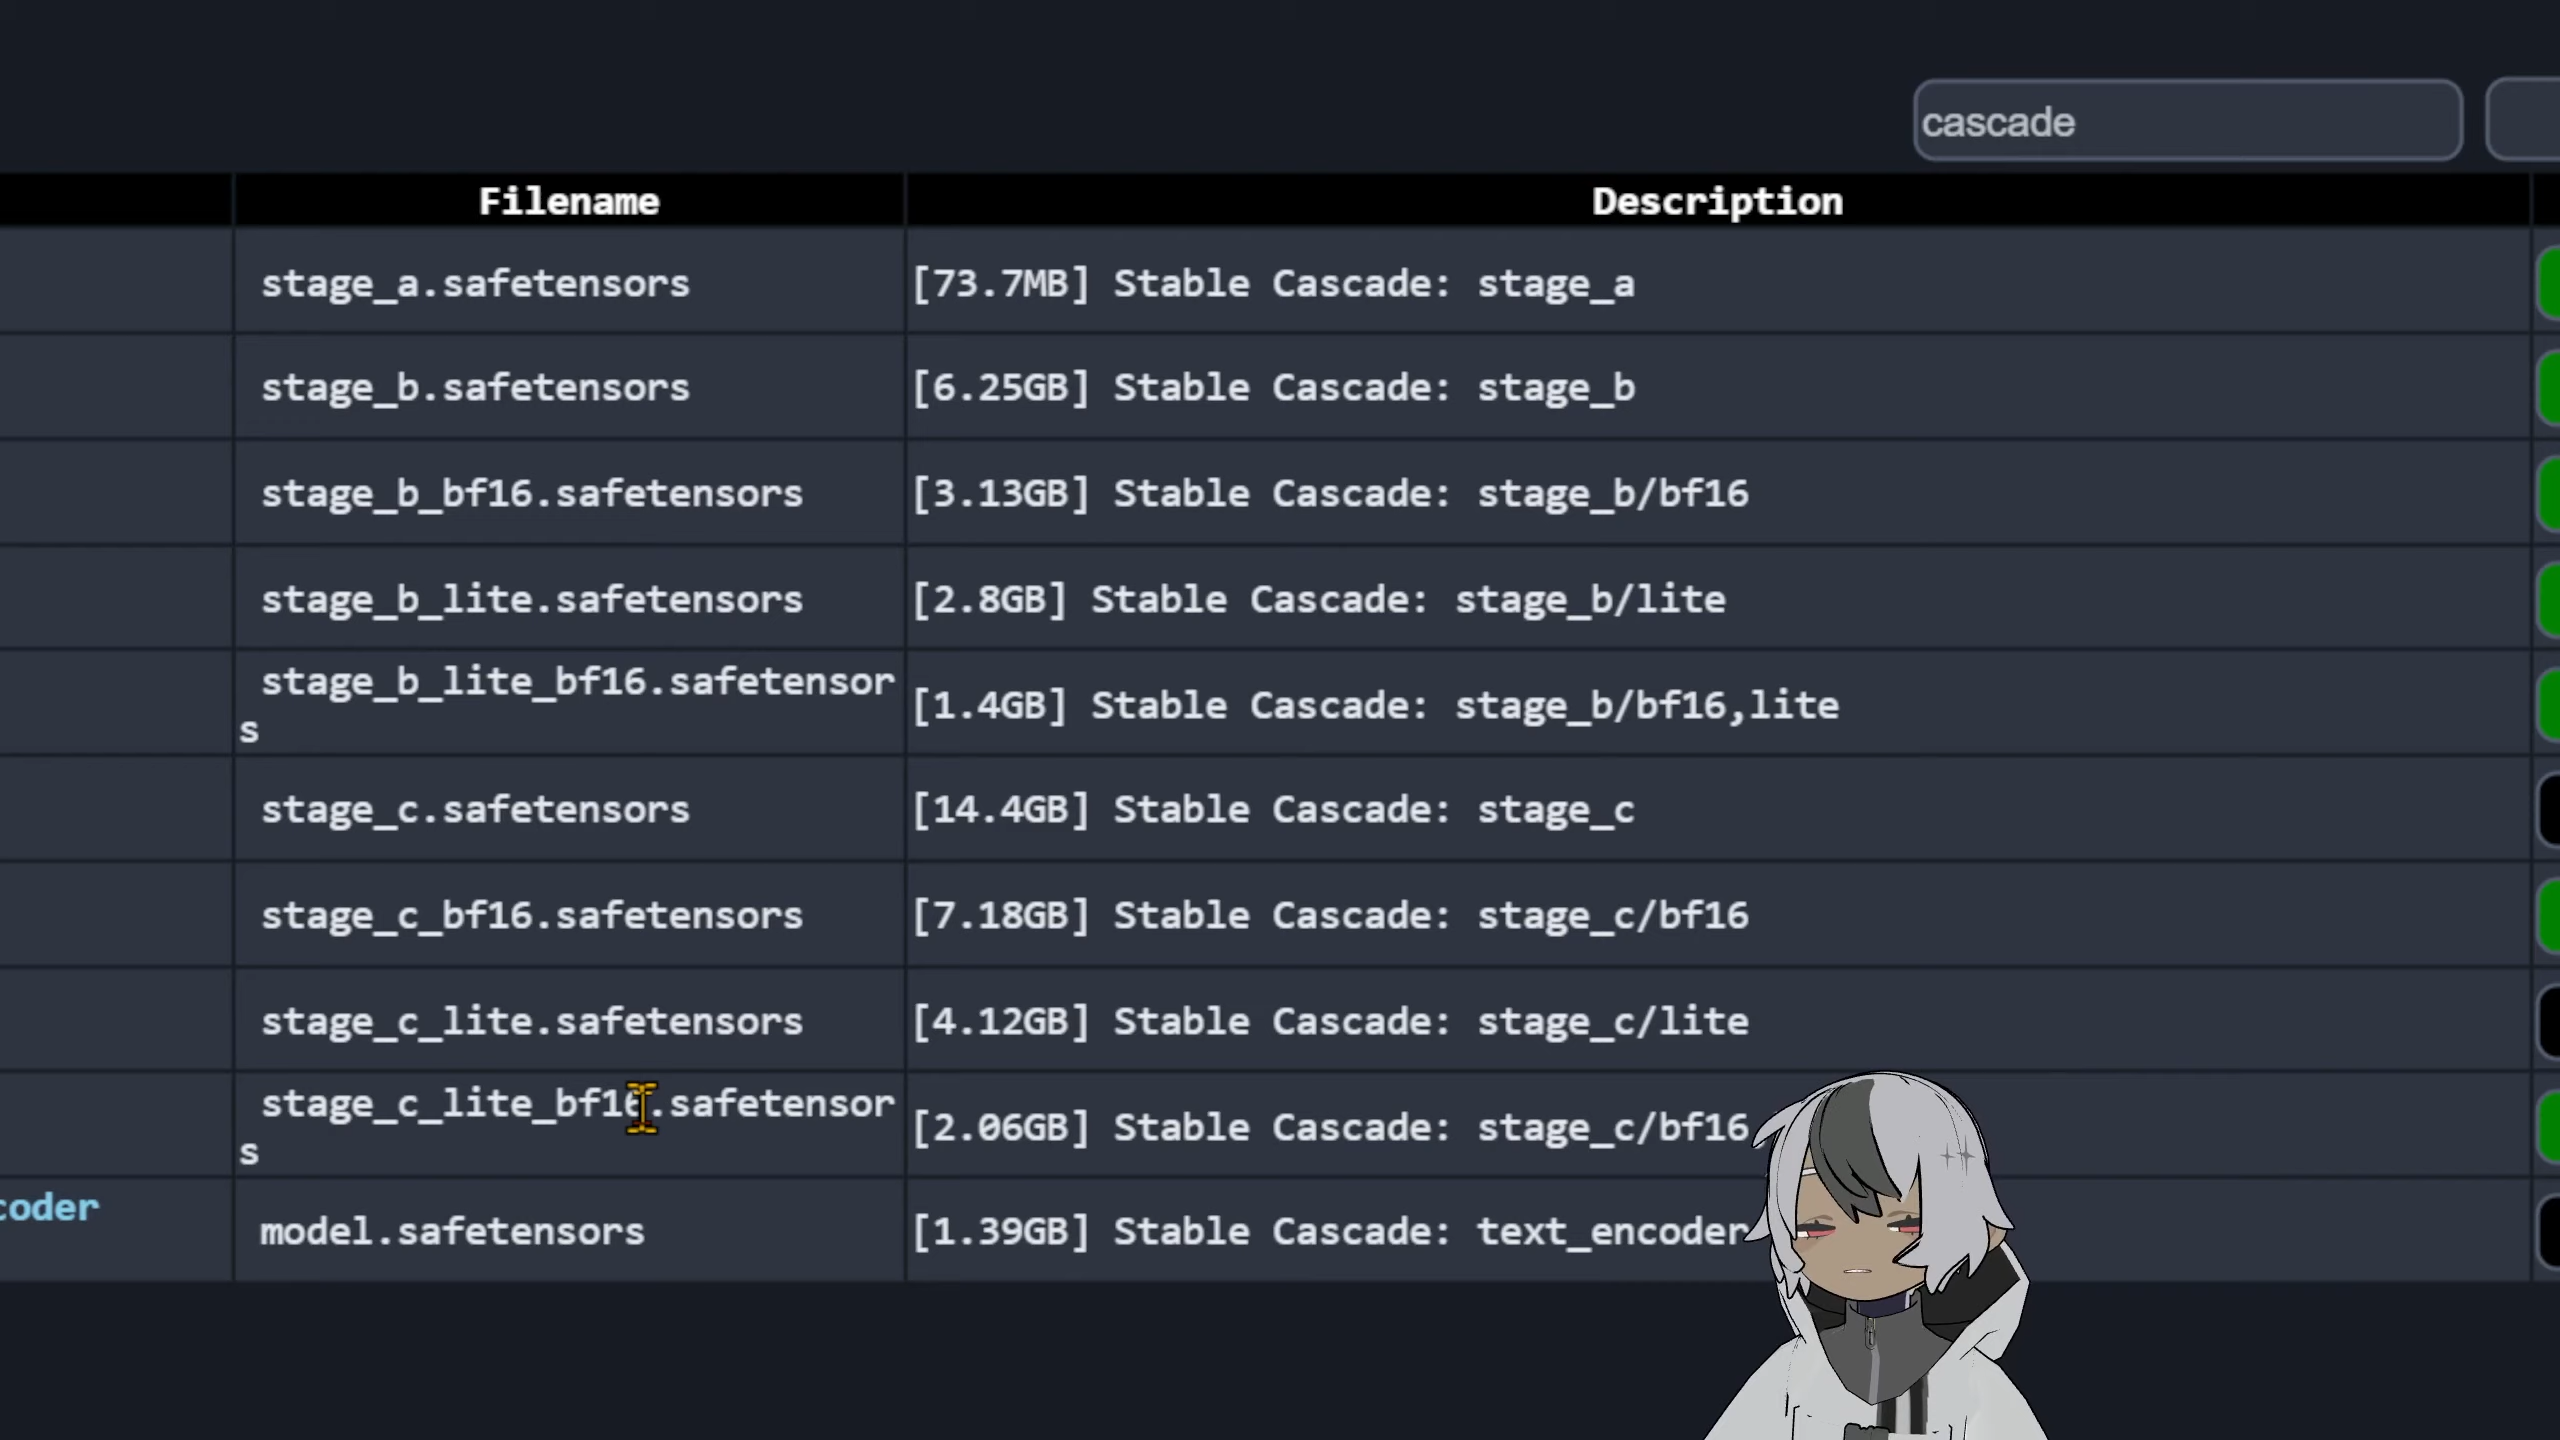 cascade
Filename Description
stage_a.safetensors [73.7MB] Stable Cascade: stage_a
stage_b.safetensors [6.25GB] Stable Cascade: stage_b
stage_b_bf16.safetensors [3.13GB] Stable Cascade: stage_b/bf16
stage_b_lite.safetensors [2.8GB] Stable Cascade: stage_b/lite
stage_b_lite_bf16.safetensor
s
[1.4GB] Stable Cascade: stage_b/bf16,lite
stage_c.safetensors [14.4GB] Stable Cascade: stage_c
stage_c_bf16.safetensors [7.18GB] Stable Cascade: stage_c/bf16
stage_c_lite.safetensors [4.12GB] Stable Cascade: stage_c/lite
stage_c_lite_bf16.safetensor
s
[2.06GB] Stable Cascade: stage_c/bf16
coder
model.safetensors [1.39GB] Stable Cascade: text_encoder